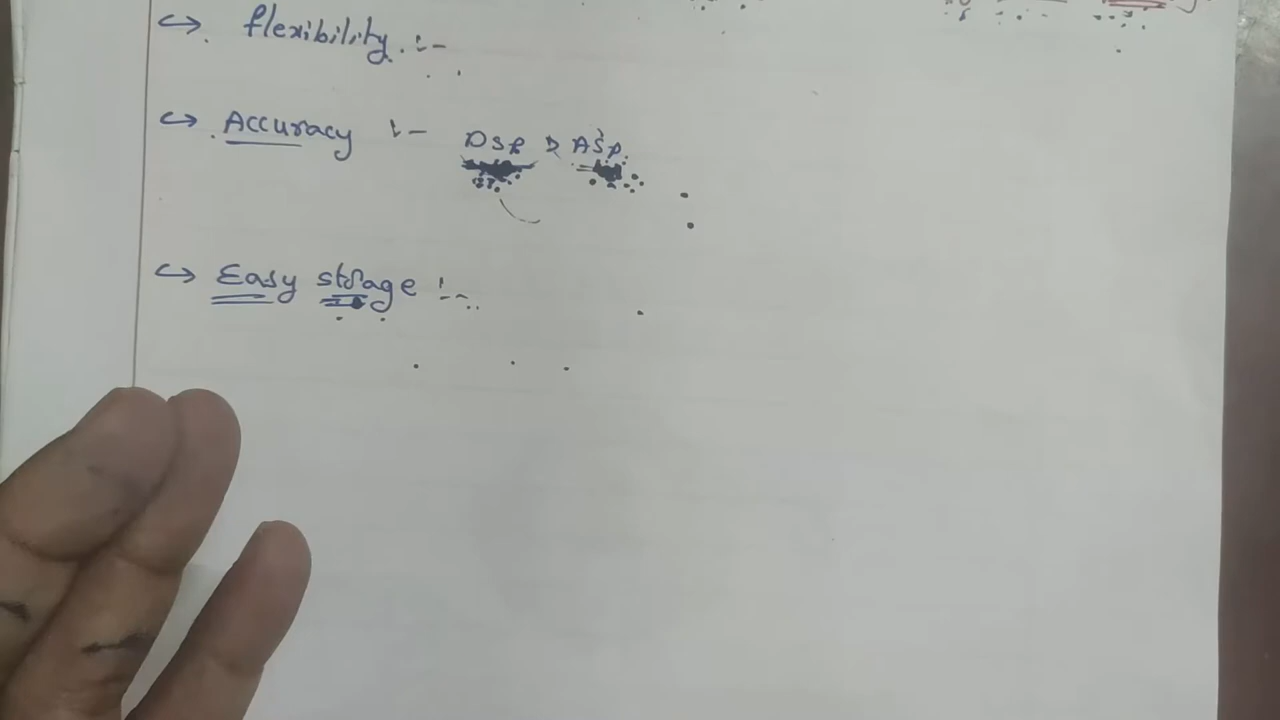 ↪ flexibility :-
↪ Accuracy :- DSP > ASP.
↪ Easy storage :-